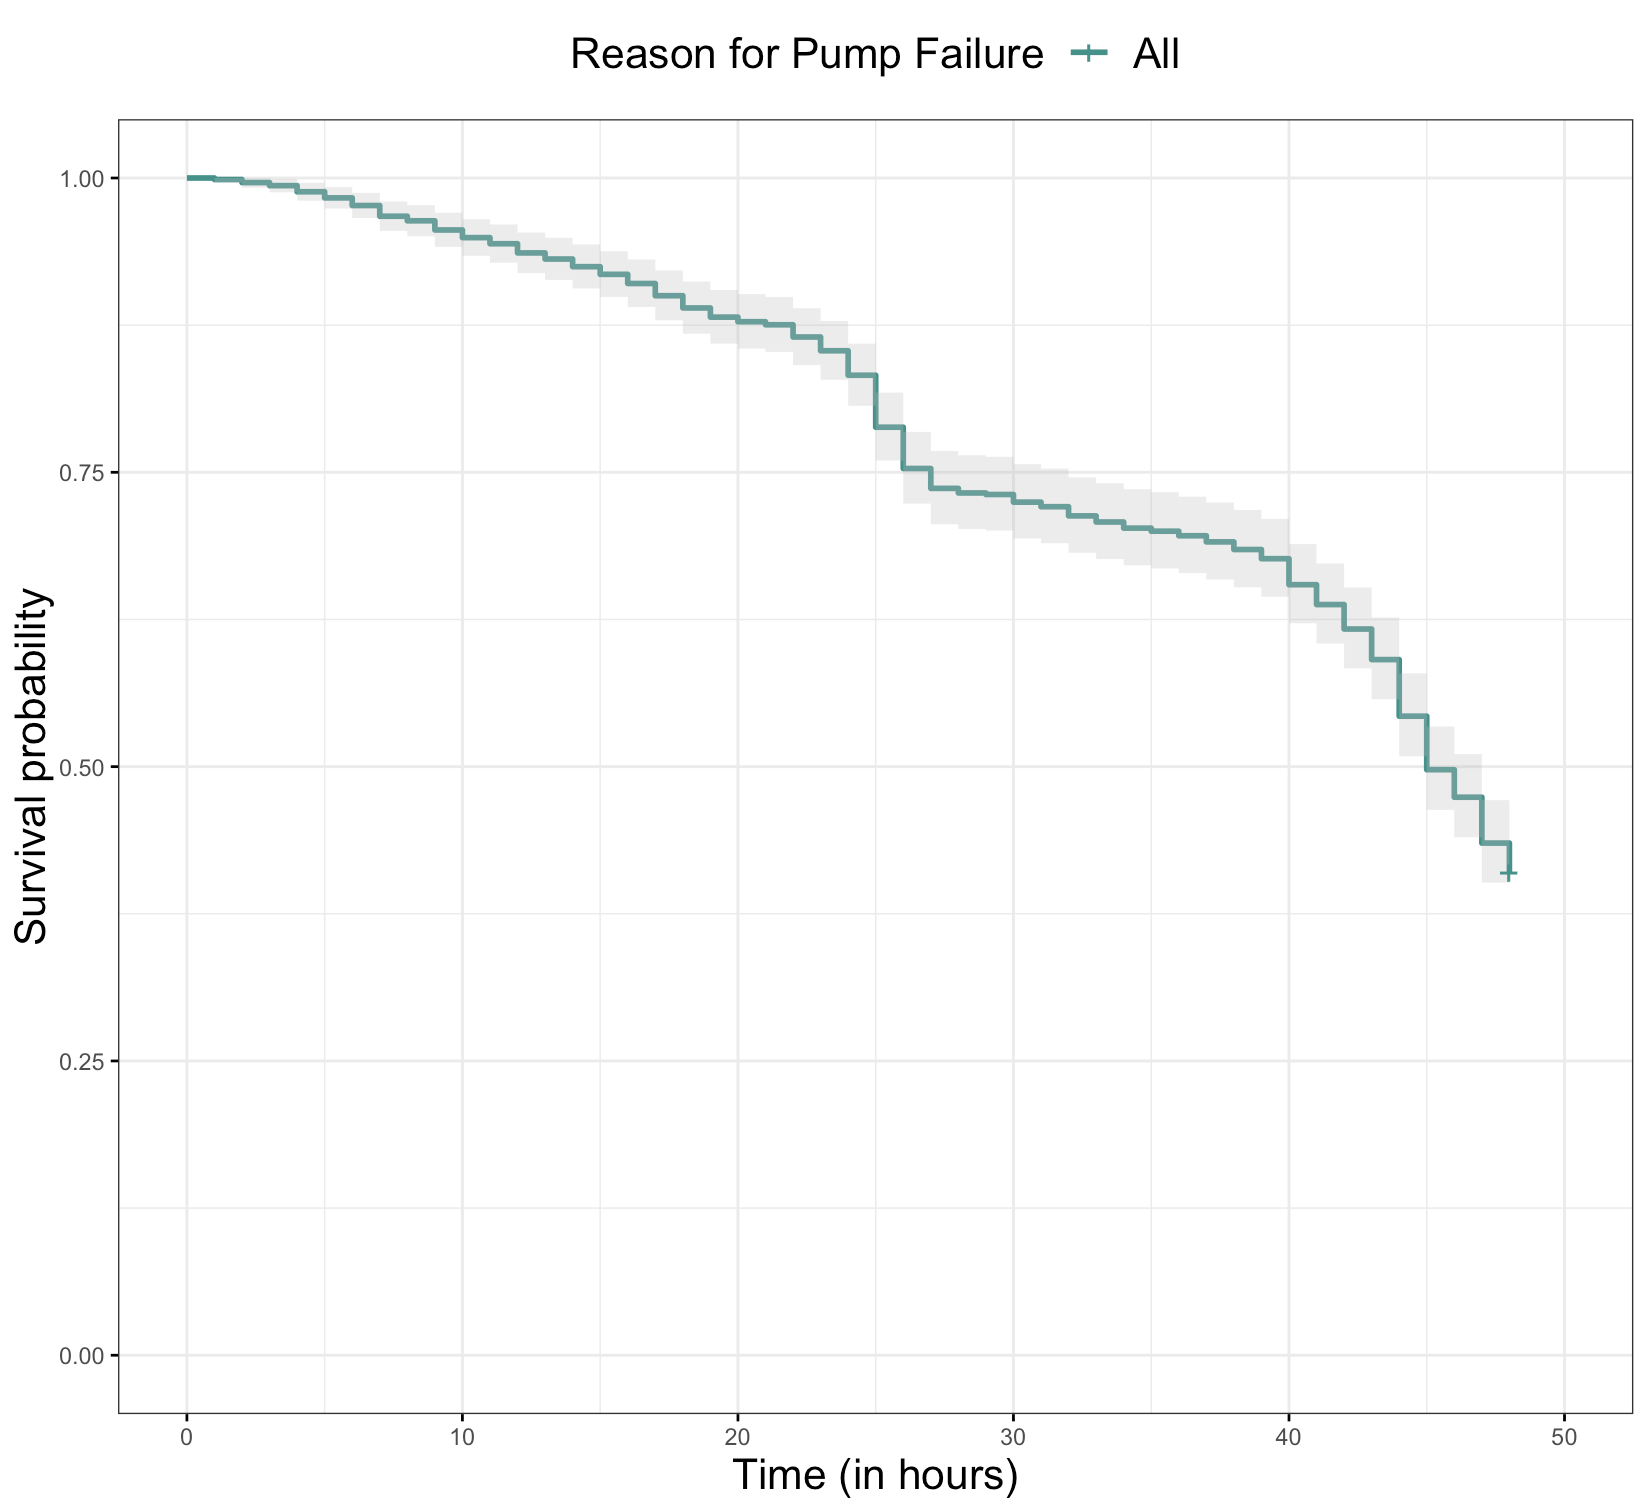 Reason for Pump Failure All
1.00
0.75
0.50
0.25
0.00
Survival probability
0 10 20 30 40 50
Time (in hours)